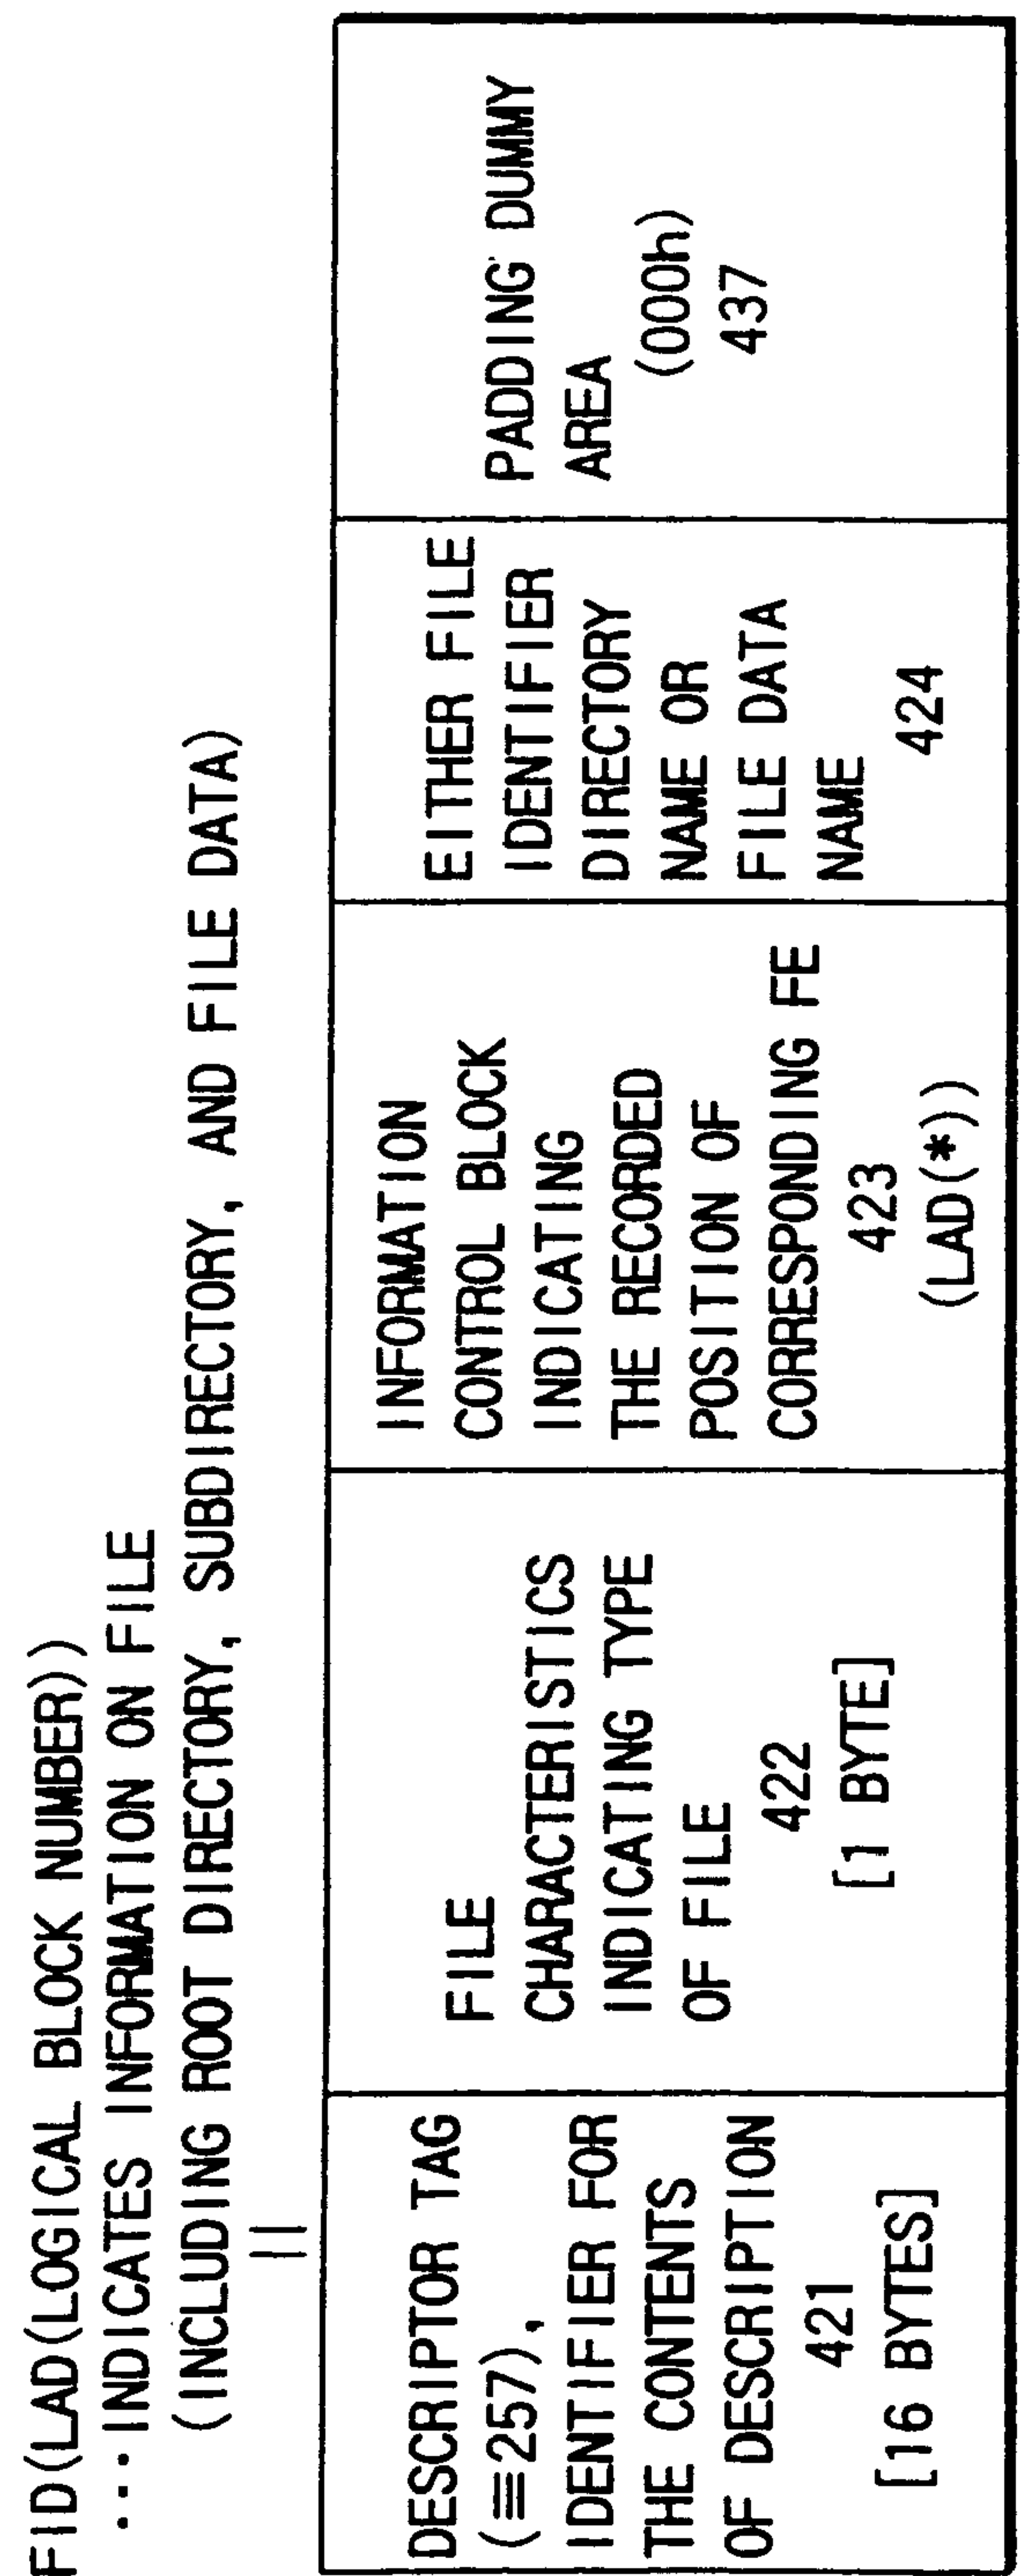 FID(LAD(LOGICAL BLOCK NUMBER))
···INDICATES INFORMATION ON FILE
(INCLUDING ROOT DIRECTORY, SUBDIRECTORY, AND FILE DATA)
||
DESCRIPTOR TAG
(≡257),
IDENTIFIER FOR
THE CONTENTS
OF DESCRIPTION
421
[16 BYTES]
FILE
CHARACTERISTICS
INDICATING TYPE
OF FILE
422
[1 BYTE]
INFORMATION
CONTROL BLOCK
INDICATING
THE RECORDED
POSITION OF
CORRESPONDING FE
423
(LAD(*))
EITHER FILE
IDENTIFIER
DIRECTORY
NAME OR
FILE DATA
NAME
424
PADDING DUMMY
AREA
(000h)
437